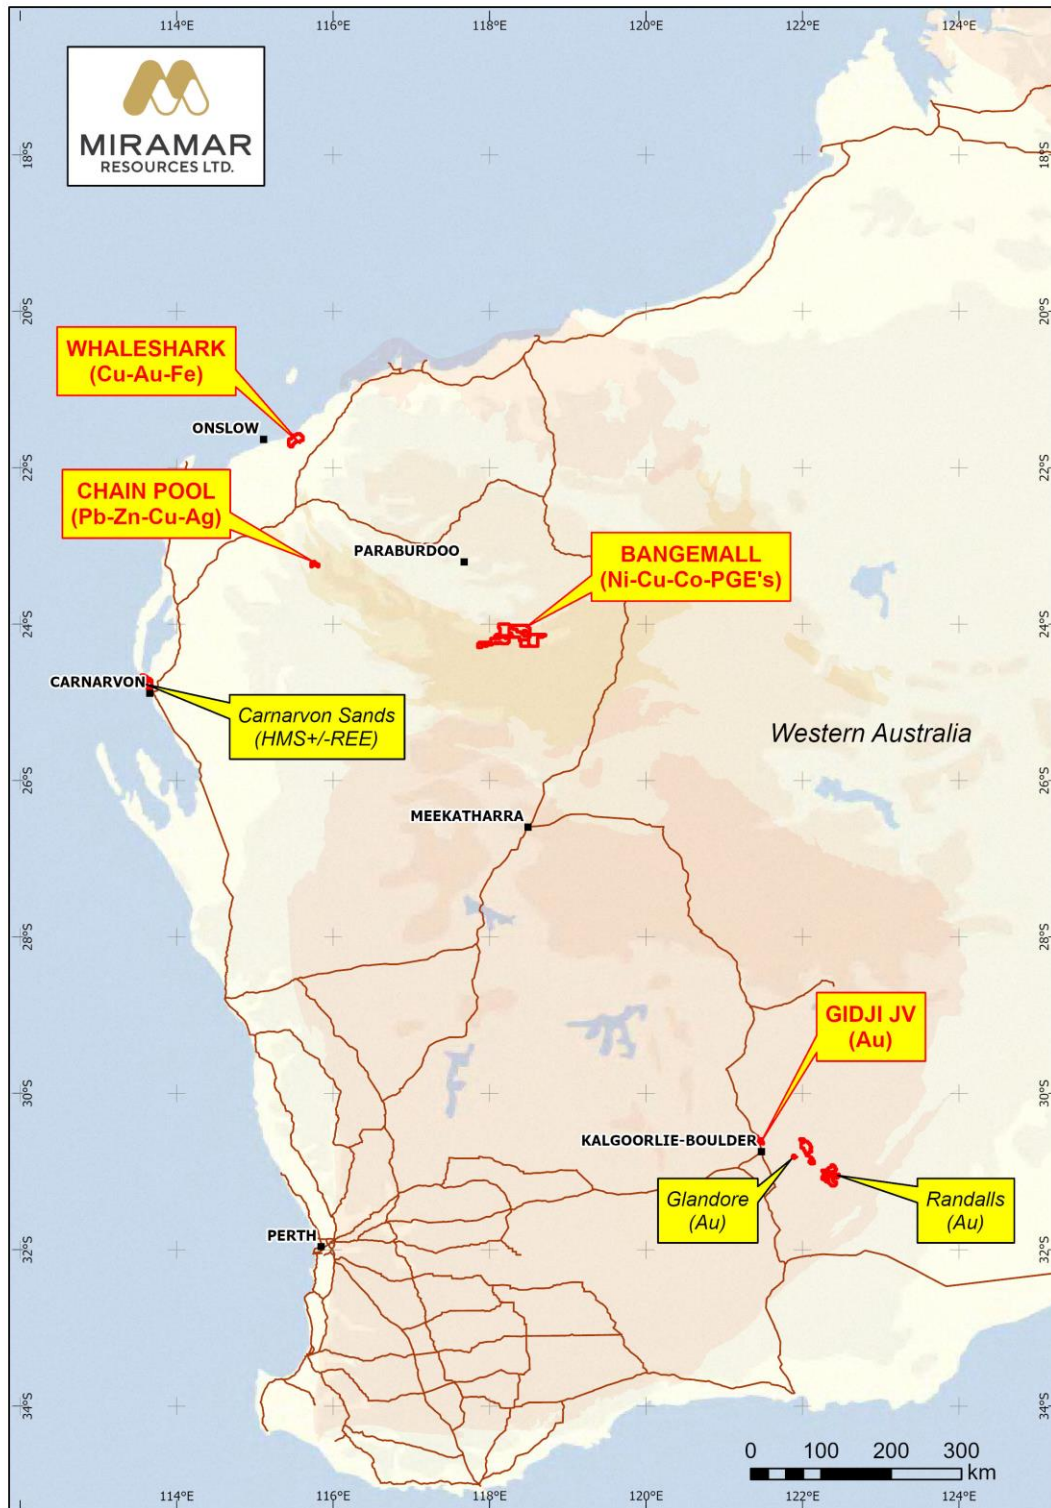 114°E 116°E 118°E 120°E 122°E 124°E
MIRAMAR
RESOURCES LTD.
18°S 18°S
20°S 20°S
WHALESHARK
(Cu-Au-Fe)
ONSLOW
22°S 22°S
CHAIN POOL
(Pb-Zn-Cu-Ag)
PARABURDOO
BANGEMALL
(Ni-Cu-Co-PGE's)
24°S 24°S
CARNARVON
Carnarvon Sands
(HMS+/-REE)
Western Australia
26°S 26°S
MEEKATHARRA
28°S 28°S
GIDJI JV
(Au)
30°S 30°S
KALGOORLIE-BOULDER
Glandore
(Au)
Randalls
(Au)
PERTH
32°S 32°S
34°S 34°S
0 100 200 300
km
114°E 116°E 118°E 120°E 122°E 124°E